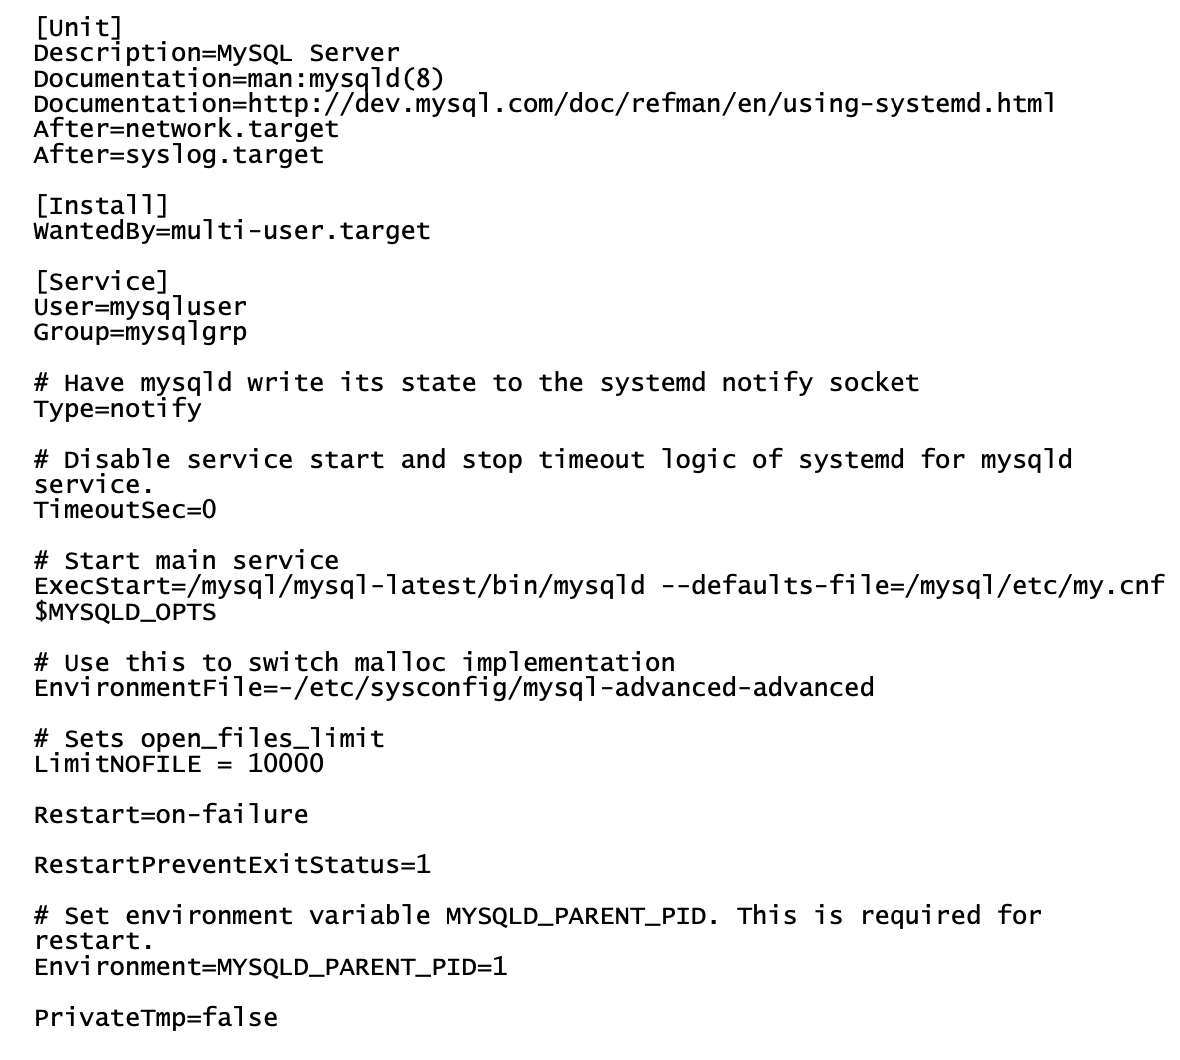 [Unit]
Description=MySQL Server
Documentation=man:mysqld(8)
Documentation=http://dev.mysql.com/doc/refman/en/using-systemd.html
After=network.target
After=syslog.target
[Install]
WantedBy=multi-user.target
[Service]
User=mysqluser
Group=mysqlgrp
# Have mysqld write its state to the systemd notify socket
Type=notify
# Disable service start and stop timeout logic of systemd for mysqld
service.
TimeoutSec=0
# Start main service
ExecStart=/mysql/mysql-latest/bin/mysqld --defaults-file=/mysql/etc/my.cnf
$MYSQLD_OPTS
# Use this to switch malloc implementation
EnvironmentFile=-/etc/sysconfig/mysql-advanced-advanced
# Sets open_files_limit
LimitNOFILE = 10000
Restart=on-failure
RestartPreventExitStatus=1
# Set environment variable MYSQLD_PARENT_PID. This is required for
restart.
Environment=MYSQLD_PARENT_PID=1
PrivateTmp=false